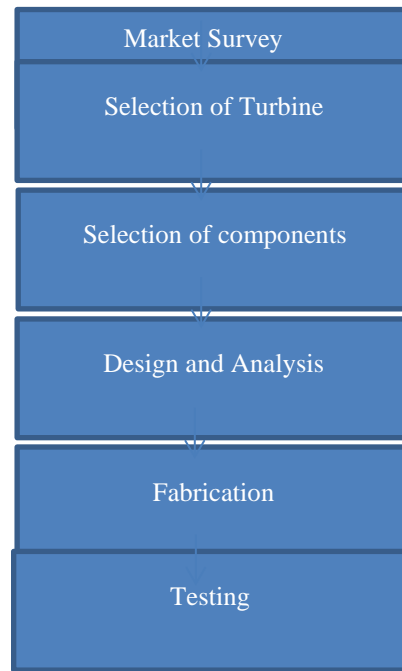 Market Survey
Selection of Turbine
Selection of components
Design and Analysis
Fabrication
Testing